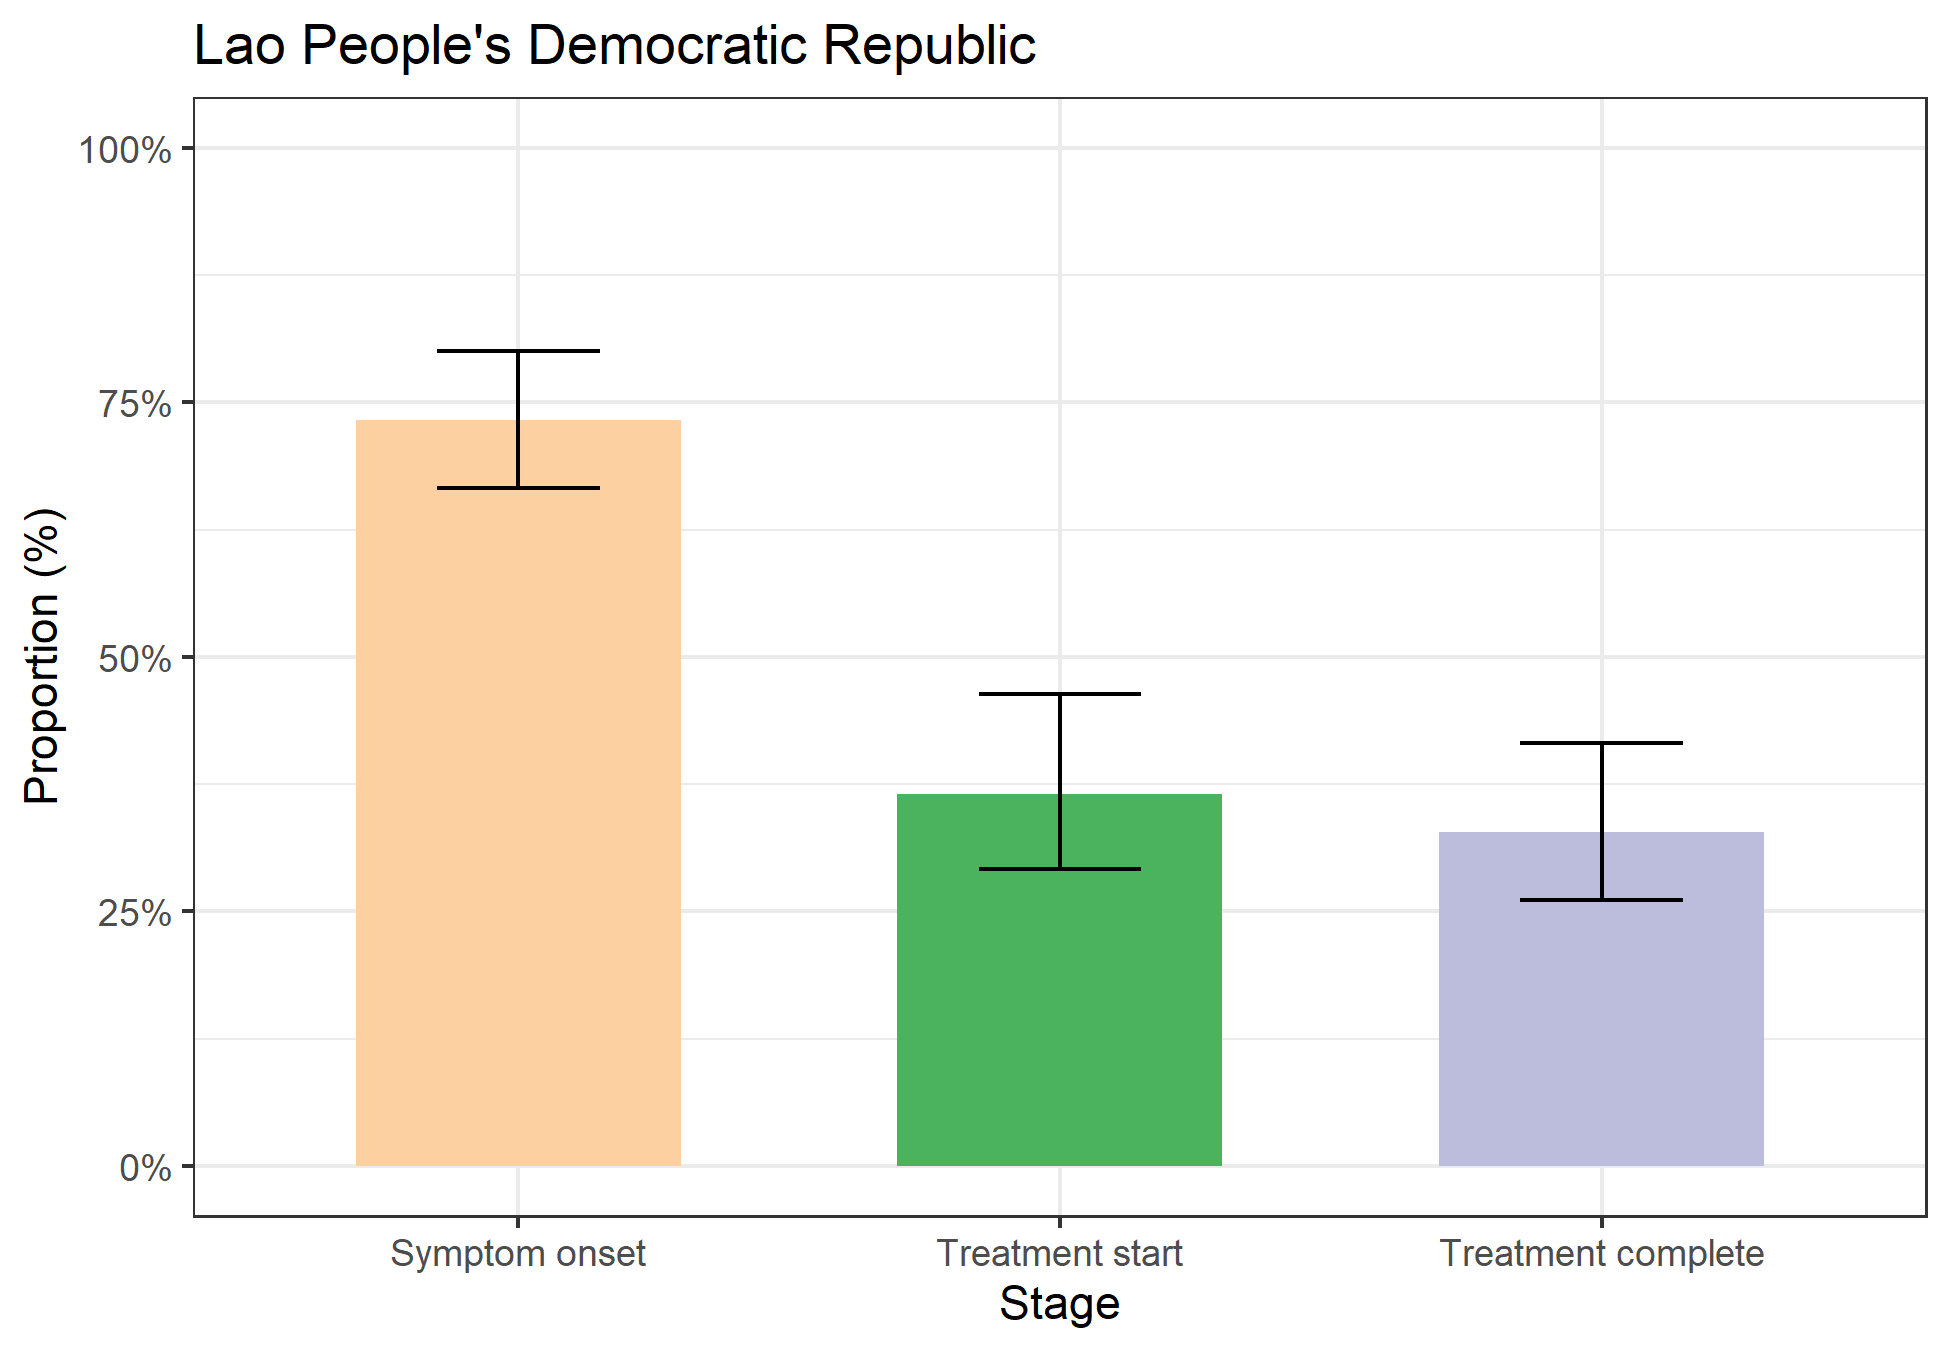 Lao People's Democratic Republic
100%
75%
50%
25%
0%
Proportion (%)
Symptom onset
Treatment start
Treatment complete
Stage